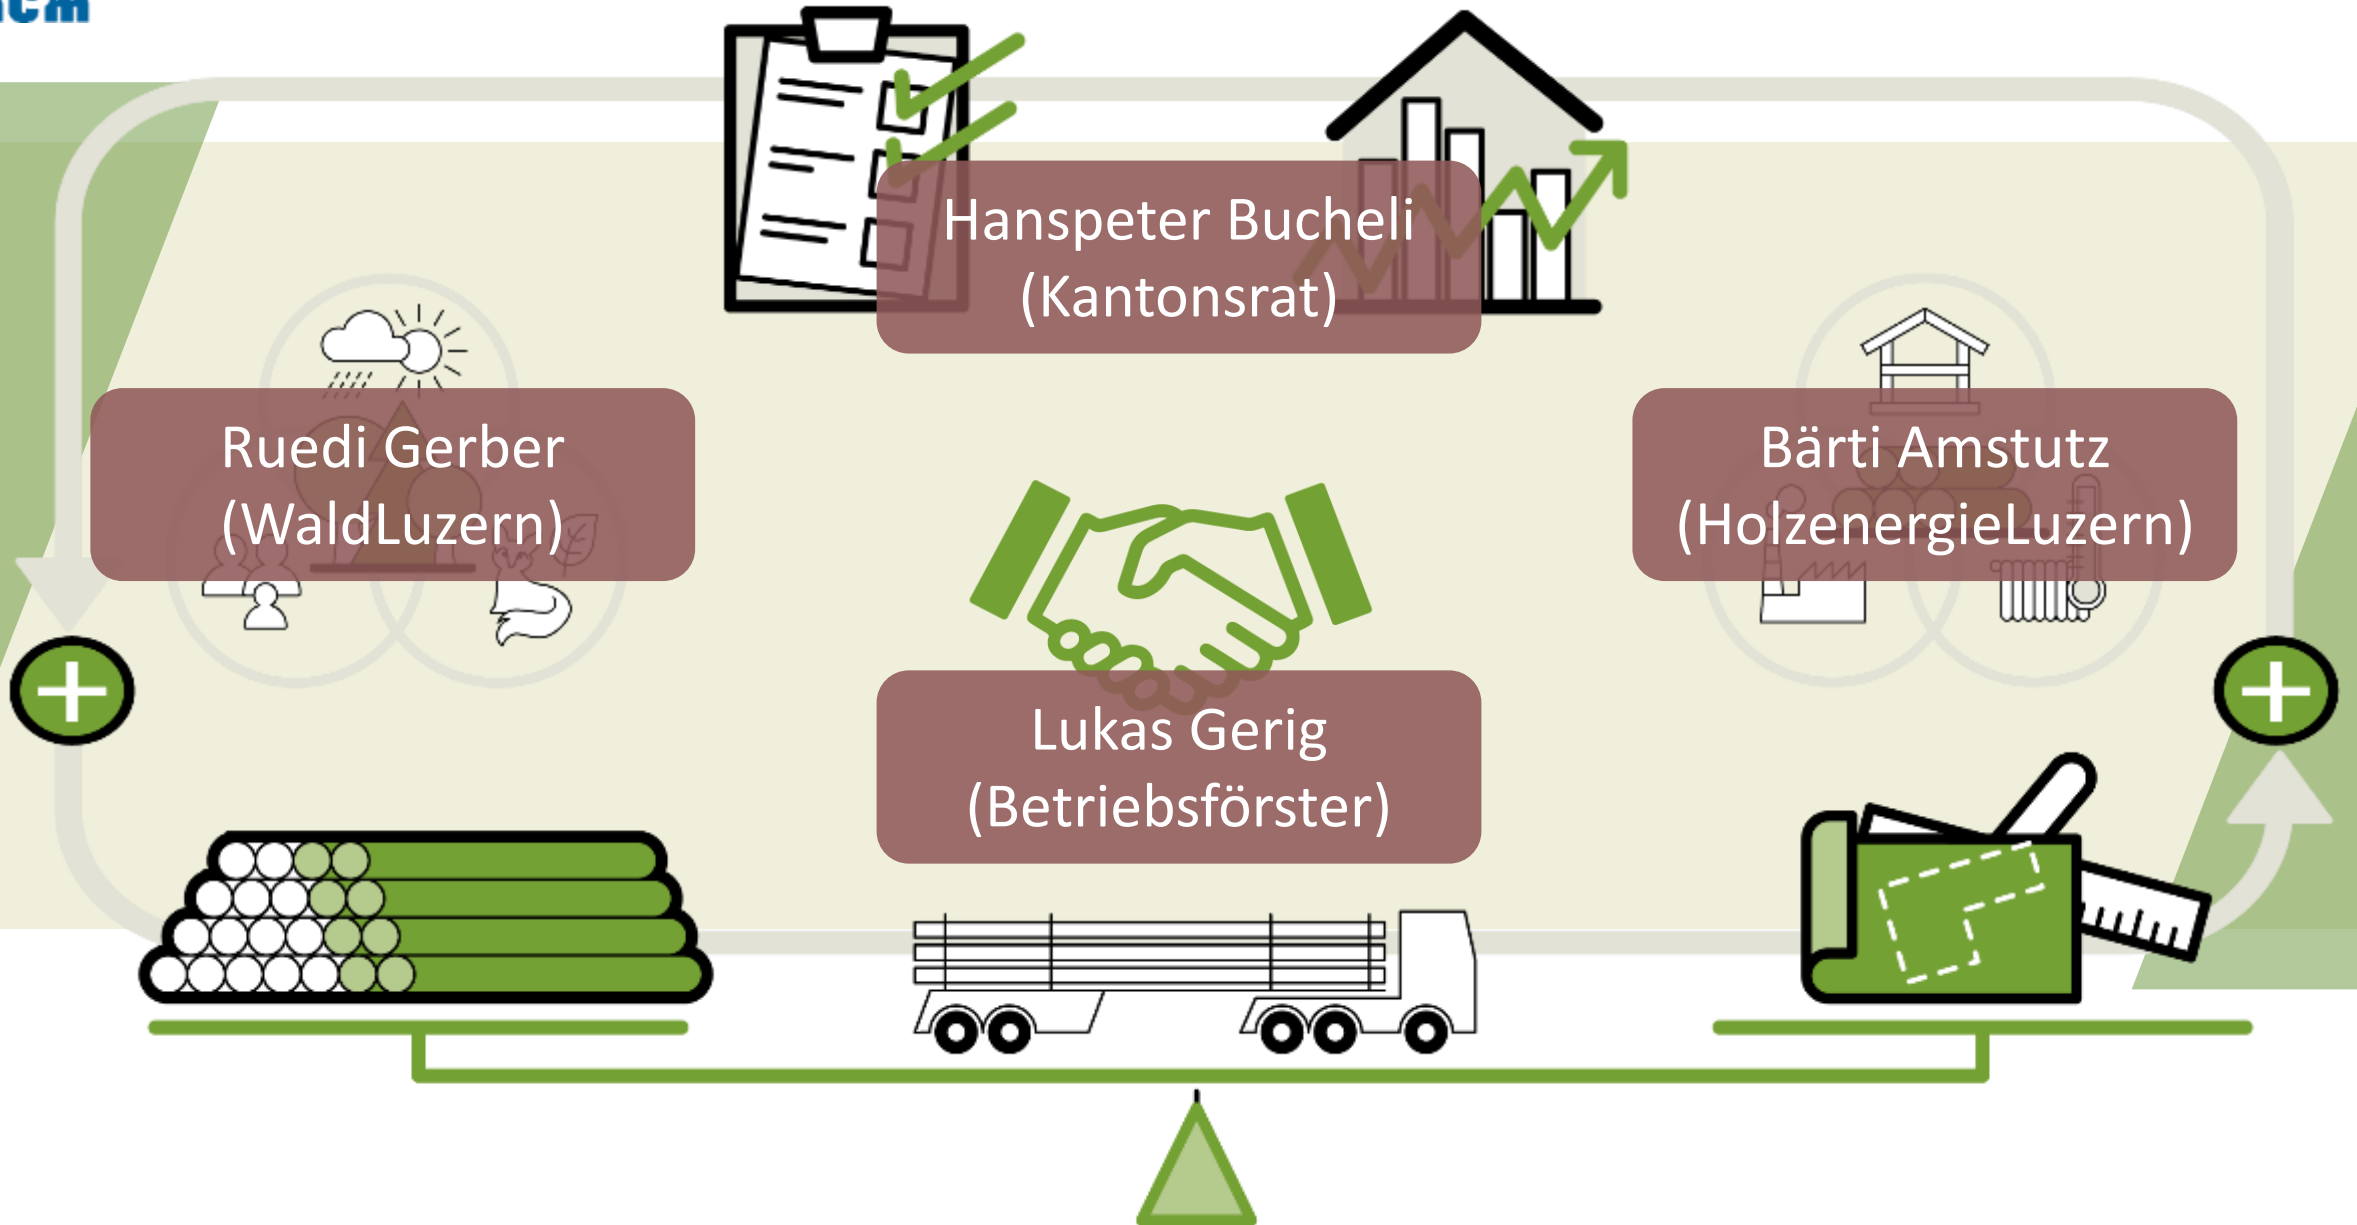 Hanspeter Bucheli
(Kantonsrat)
Ruedi Gerber
(WaldLuzern)
Bärti Amstutz
(HolzenergieLuzern)
Lukas Gerig
(Betriebsförster)